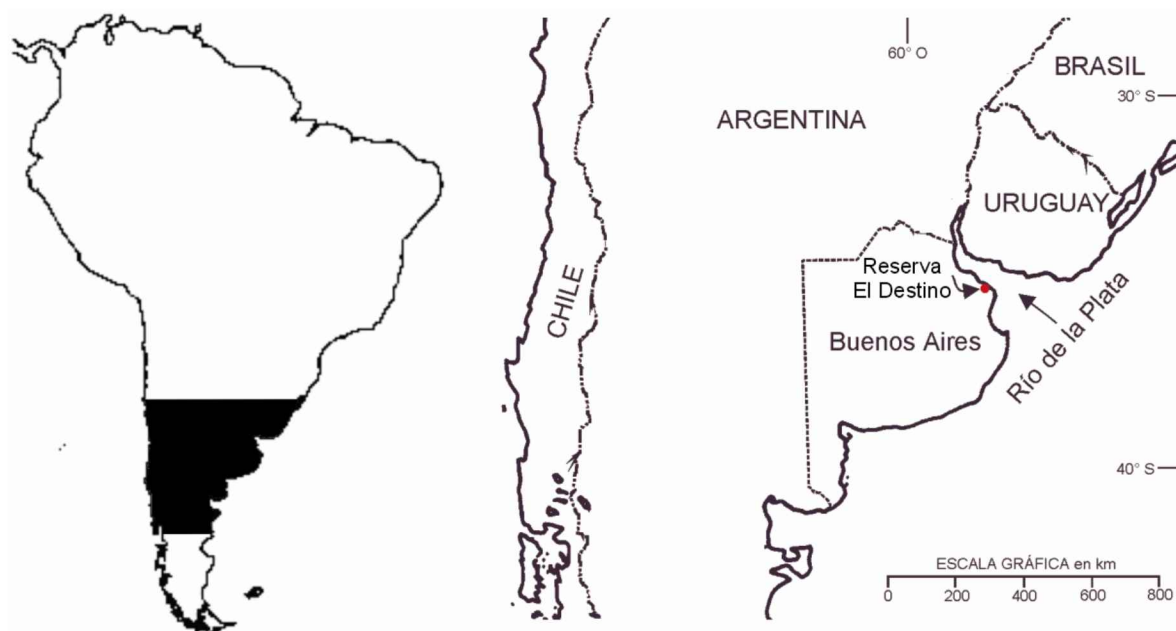 60° O
BRASIL
30° S
ARGENTINA
URUGUAY
Reserva
El Destino
CHILE
Buenos Aires
Río de la Plata
40° S
ESCALA GRÁFICA en km
0 200 400 600 800